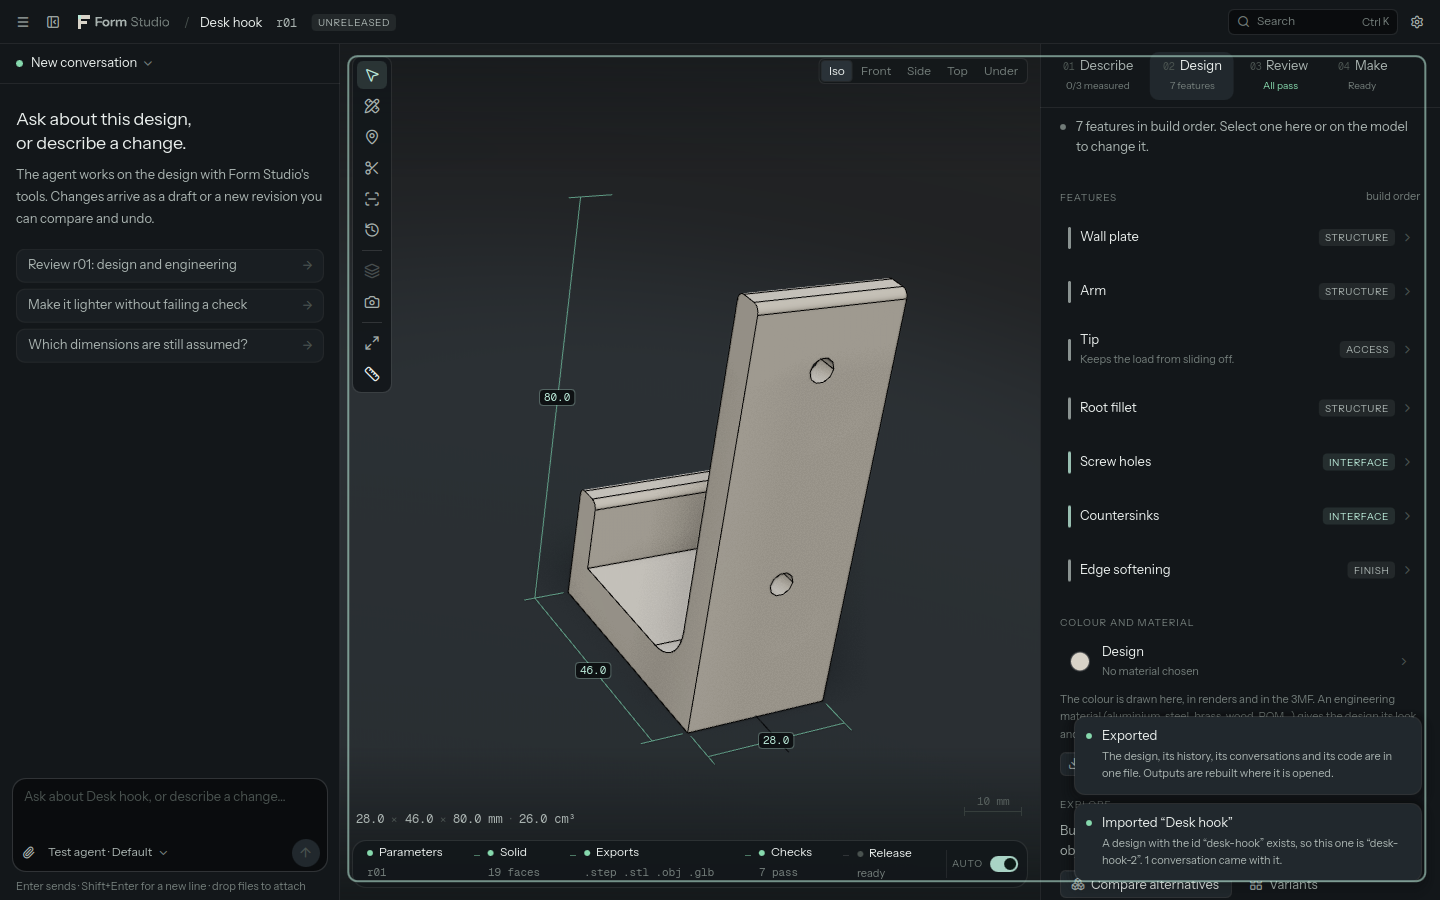 Form Studio / Desk hook r01 UNRELEASED
Search Ctrl K
New conversation
Ask about this design,
or describe a change.
The agent works on the design with Form Studio's
tools. Changes arrive as a draft or a new revision you
can compare and undo.
Review r01: design and engineering
Make it lighter without failing a check
Which dimensions are still assumed?
Ask about Desk hook, or describe a change...
Test agent · Default
Enter sends · Shift+Enter for a new line · drop files to attach
Iso Front Side Top Under
80.0
46.0
28.0
10 mm
28.0 × 46.0 × 80.0 mm · 26.0 cm³
Parameters
r01
Solid
19 faces
Exports
.step .stl .obj .glb
Checks
7 pass
Release
ready
AUTO
01 Describe
0/3 measured
02 Design
7 features
03 Review
All pass
04 Make
Ready
7 features in build order. Select one here or on the model
to change it.
FEATURES build order
Wall plate STRUCTURE
Arm STRUCTURE
Tip ACCESS
Keeps the load from sliding off.
Root fillet STRUCTURE
Screw holes INTERFACE
Countersinks INTERFACE
Edge softening FINISH
COLOUR AND MATERIAL
Design
No material chosen
The colour is drawn here, in renders and in the 3MF. An engineering
material (aluminium, steel, brass, wood, POM…) gives the design its look
Exported
The design, its history, its conversations and its code are in
one file. Outputs are rebuilt where it is opened.
EXPLORE
Imported “Desk hook”
A design with the id “desk-hook” exists, so this one is “desk-
hook-2”. 1 conversation came with it.
Compare alternatives Variants